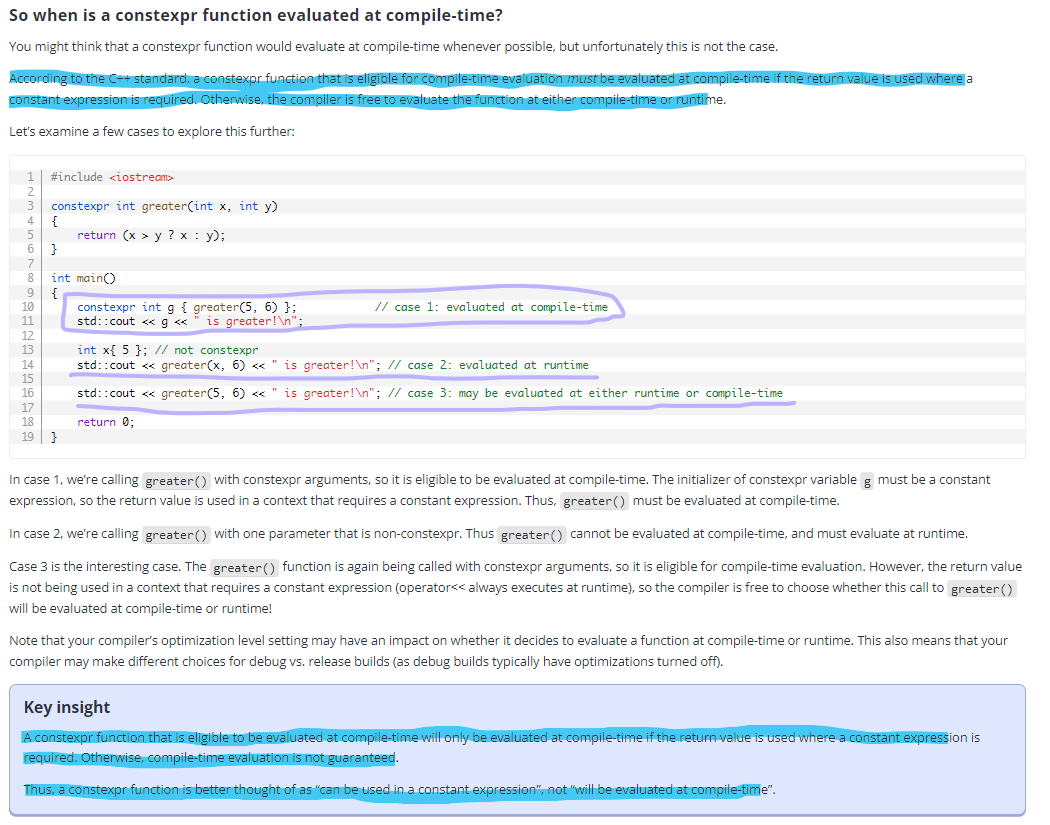 So when is a constexpr function evaluated at compile-time?
You might think that a constexpr function would evaluate at compile-time whenever possible, but unfortunately this is not the case.
According to the C++ standard, a constexpr function that is eligible for compile-time evaluation must be evaluated at compile-time if the return value is used where a
constant expression is required. Otherwise, the compiler is free to evaluate the function at either compile-time or runtime.
Let's examine a few cases to explore this further:
1 #include <iostream>
2
3 constexpr int greater(int x, int y)
4 {
5     return (x > y ? x : y);
6 }
7
8 int main()
9 {
10     constexpr int g { greater(5, 6) };            // case 1: evaluated at compile-time
11     std::cout << g << " is greater!\n";
12
13     int x{ 5 }; // not constexpr
14     std::cout << greater(x, 6) << " is greater!\n"; // case 2: evaluated at runtime
15
16     std::cout << greater(5, 6) << " is greater!\n"; // case 3: may be evaluated at either runtime or compile-time
17
18     return 0;
19 }
In case 1, we're calling greater() with constexpr arguments, so it is eligible to be evaluated at compile-time. The initializer of constexpr variable g must be a constant
expression, so the return value is used in a context that requires a constant expression. Thus, greater() must be evaluated at compile-time.
In case 2, we're calling greater() with one parameter that is non-constexpr. Thus greater() cannot be evaluated at compile-time, and must evaluate at runtime.
Case 3 is the interesting case. The greater() function is again being called with constexpr arguments, so it is eligible for compile-time evaluation. However, the return value
is not being used in a context that requires a constant expression (operator<< always executes at runtime), so the compiler is free to choose whether this call to greater()
will be evaluated at compile-time or runtime!
Note that your compiler's optimization level setting may have an impact on whether it decides to evaluate a function at compile-time or runtime. This also means that your
compiler may make different choices for debug vs. release builds (as debug builds typically have optimizations turned off).
Key insight
A constexpr function that is eligible to be evaluated at compile-time will only be evaluated at compile-time if the return value is used where a constant expression is
required. Otherwise, compile-time evaluation is not guaranteed.
Thus, a constexpr function is better thought of as "can be used in a constant expression", not "will be evaluated at compile-time".